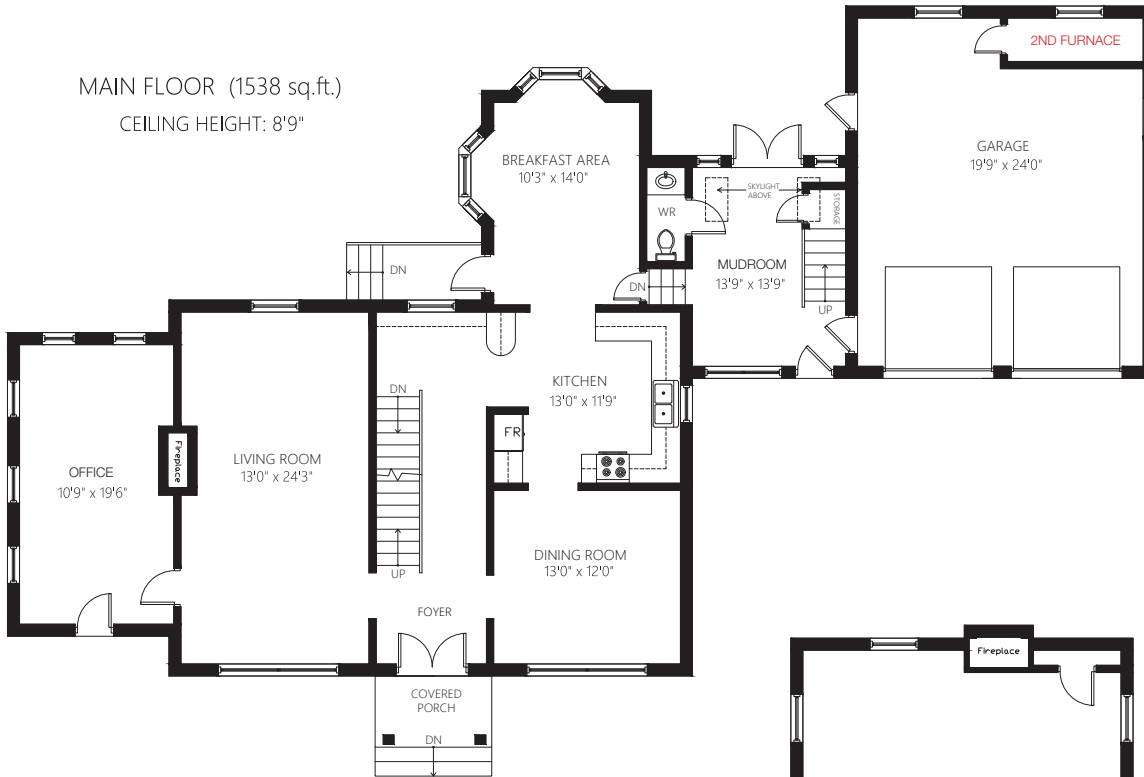 MAIN FLOOR (1538 sq.ft.)
CEILING HEIGHT: 8'9"
2ND FURNACE
GARAGE
19'9" x 24'0"
BREAKFAST AREA
10'3" x 14'0"
SKYLIGHT
ABOVE
STORAGE
WR
MUDROOM
13'9" x 13'9"
DN
DN
UP
KITCHEN
13'0" x 11'9"
DN
FR
Fireplace
LIVING ROOM
13'0" x 24'3"
OFFICE
10'9" x 19'6"
DINING ROOM
13'0" x 12'0"
UP
FOYER
Fireplace
COVERED
PORCH
DN